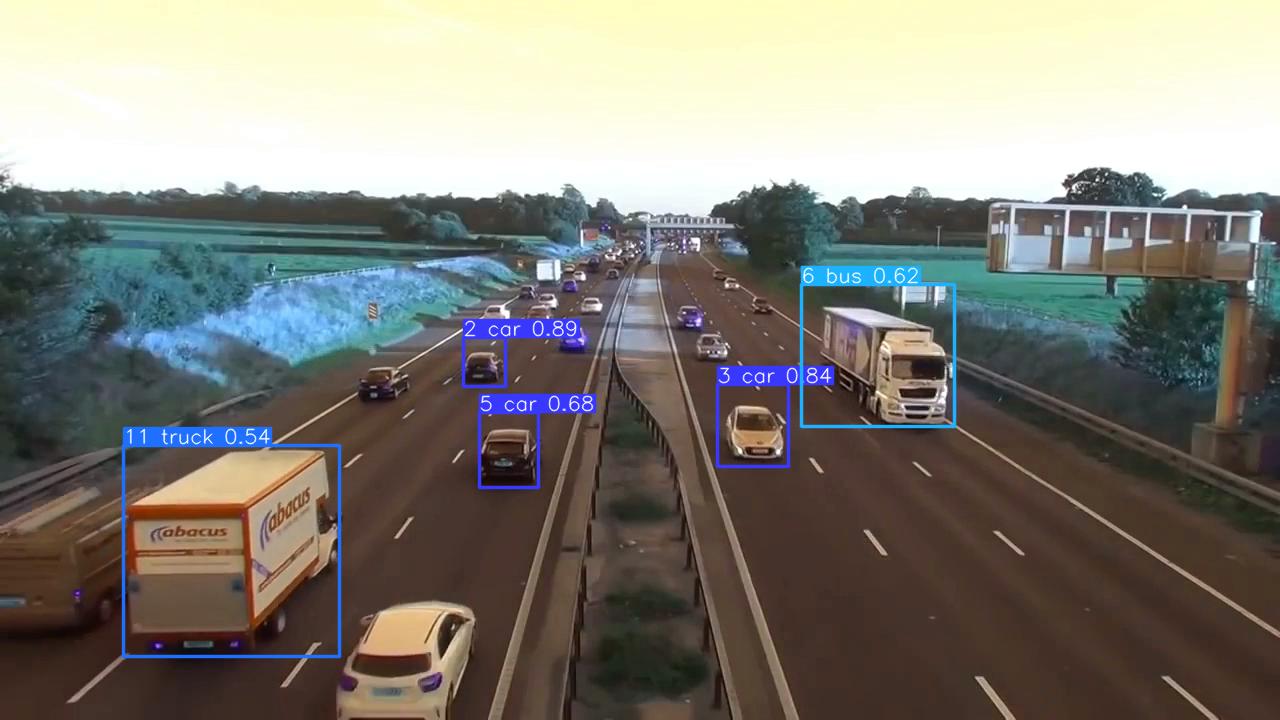 6 bus 0.62
2 car 0.89
3 car 0.84
5 car 0.68
11 truck 0.54
abacus
abacus